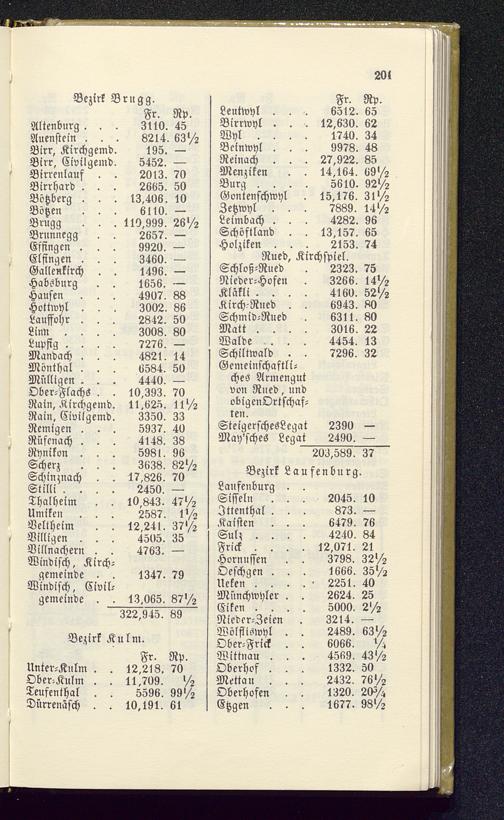 201
Bezirk Brugg.
Fr. Rp.
Altenburg . . . 3110. 45
Auenstein . . . 8214. 63½
Birr, Kirchgemd. 195. —
Birr, Civilgemd. 5452. —
Birrenlauf . . 2013. 70
Birrhard . . . 2665. 50
Bötzberg . . . 13,406. 10
Bötzen . . . 6110. —
Brugg . . . 119,999. 26½
Brunnegg . . 2657. —
Effingen . . . 9920. —
Elfingen . . . 3460. —
Gallenkirch . . 1496. —
Habsburg . . 1656. —
Hausen . . . 4907. 88
Hottwyl . . . 3002. 86
Lauffohr . . . 2842. 50
Linn . . . 3008. 80
Lupfig . . . 7276. —
Mandach . . . 4821. 14
Mönthal . . . 6584. 50
Mülligen . . . 4440. —
Ober-Flachs . . 10,393. 70
Rain, Kirchgemd. 11,625. 11½
Rain, Civilgemd. 3350. 33
Remigen . . . 5937. 40
Rüfenach . . . 4148. 38
Rynikon . . . 5981. 96
Scherz . . . 3638. 82½
Schinznach . . 17,826. 70
Stilli . . . 2450. —
Thalheim . . . 10,843. 47½
Umiken . . . 2587. 1½
Veltheim . . . 12,241. 37½
Villigen . . . 4505. 35
Villnachern . . 4763. —
Windisch, Kirch-
gemeinde . . 1347. 79
Windisch, Civil-
gemeinde . . 13,065. 87½
322,945. 89
Bezirk Kulm.
Fr. Rp.
Unter-Kulm . . 12,218. 70
Ober-Kulm . . 11,709. ½
Teufenthal . . 5596. 99½
Dürrenäsch . . 10,191. 61
Fr. Rp.
Leutwyl . . . 6512. 65
Birrwyl . . . 12,630. 62
Wyl . . . 1740. 34
Beinwyl . . . 9978. 48
Reinach . . . 27,922. 85
Menziken . . . 14,164. 69½
Burg . . . 5610. 92½
Gontenschwyl . 15,176. 31½
Zetzwyl . . . 7889. 14½
Leimbach . . . 4282. 96
Schöftland . . 13,157. 65
Holziken . . . 2153. 74
Rued, Kirchspiel.
Schloß-Rued . 2323. 75
Nieder-Hofen . 3266. 14½
Kläkli . . . 4160. 52½
Kirch-Rued . . 6943. 80
Schmid-Rued . 6311. 80
Matt . . . 3016. 22
Walde . . . 4454. 13
Schiltwald . . 7296. 32
Gemeinschaftli-
ches Armengut
von Rued, und
obigen Ortschaf-
ten.
Steigersches Legat 2390 —
May'sches Legat 2490. —
203,589. 37
Bezirk Laufenburg.
Laufenburg . .
Sisseln . . . 2045. 10
Ittenthal . . . 873. —
Kaisten . . . 6479. 76
Sulz . . . 4240. 84
Frick . . . 12,071. 21
Hornussen . . 3798. 32½
Oeschgen . . . 1666. 35½
Ueken . . . 2251. 40
Münchwyler . . 2624. 25
Eiken . . . 5000. 2½
Nieder-Zeien . 3214. —
Wölfliswyl . . 2489. 63½
Ober-Frick . . 6066. ¼
Wittnau . . . 4569. 43½
Oberhof . . . 1332. 50
Mettau . . . 2432. 76½
Oberhofen . . 1320. 20¾
Etzgen . . . 1677. 98½